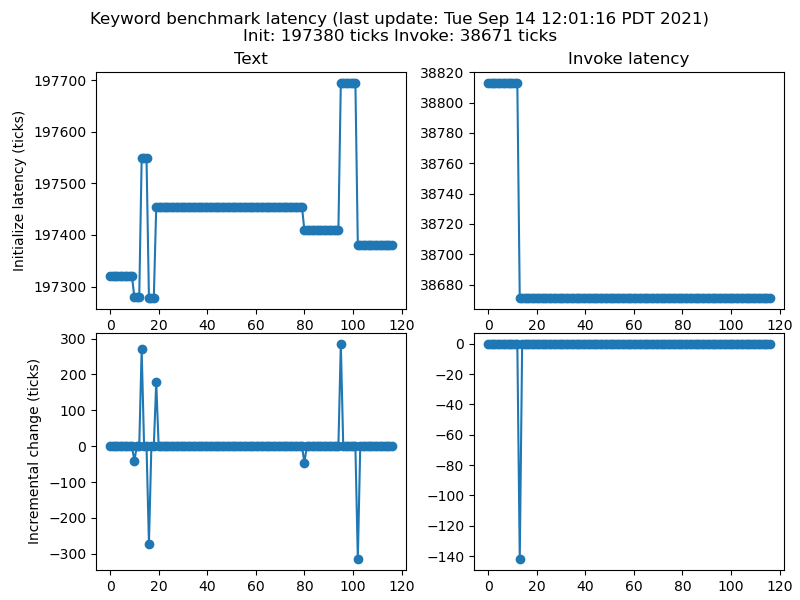 Keyword benchmark latency (last update: Tue Sep 14 12:01:16 PDT 2021)
Init: 197380 ticks Invoke: 38671 ticks
Text
Initialize latency (ticks)
197700
197600
197500
197400
197300
0 20 40 60 80 100 120
Invoke latency
38820
38800
38780
38760
38740
38720
38700
38680
0 20 40 60 80 100 120
Incremental change (ticks)
300
200
100
0
−100
−200
−300
0 20 40 60 80 100 120
0
−20
−40
−60
−80
−100
−120
−140
0 20 40 60 80 100 120